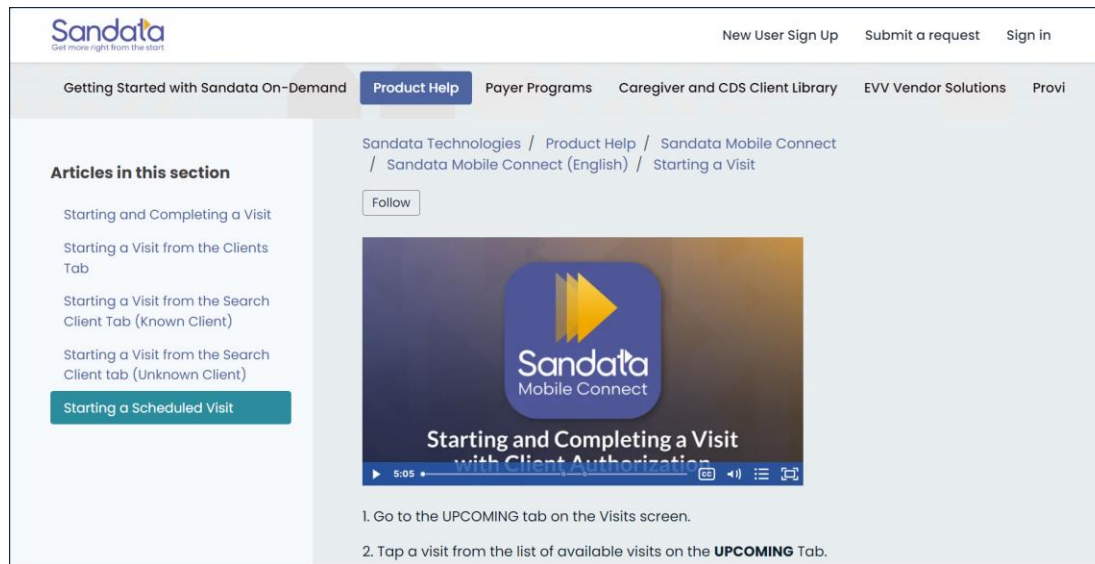 Sandata
Get more right from the start
New User Sign Up Submit a request Sign in
Getting Started with Sandata On-Demand Product Help Payer Programs Caregiver and CDS Client Library EVV Vendor Solutions Provi
Articles in this section
Starting and Completing a Visit
Starting a Visit from the Clients
Tab
Starting a Visit from the Search
Client Tab (Known Client)
Starting a Visit from the Search
Client tab (Unknown Client)
Starting a Scheduled Visit
Sandata Technologies / Product Help / Sandata Mobile Connect
/ Sandata Mobile Connect (English) / Starting a Visit
Follow
Sandata
Mobile Connect
Starting and Completing a Visit
with Client Authorization
5:05
CC
1. Go to the UPCOMING tab on the Visits screen.
2. Tap a visit from the list of available visits on the UPCOMING Tab.